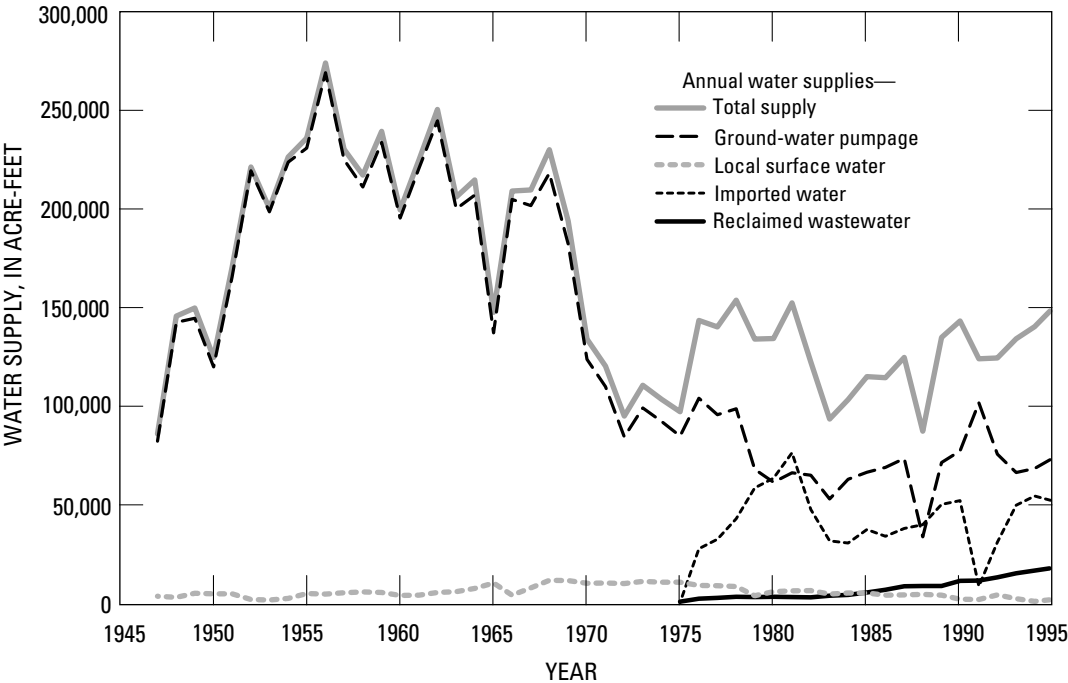 300,000
250,000
200,000
150,000
100,000
50,000
0
WATER SUPPLY, IN ACRE-FEET
Annual water supplies—
Total supply
Ground-water pumpage
Local surface water
Imported water
Reclaimed wastewater
1945 1950 1955 1960 1965 1970 1975 1980 1985 1990 1995
YEAR